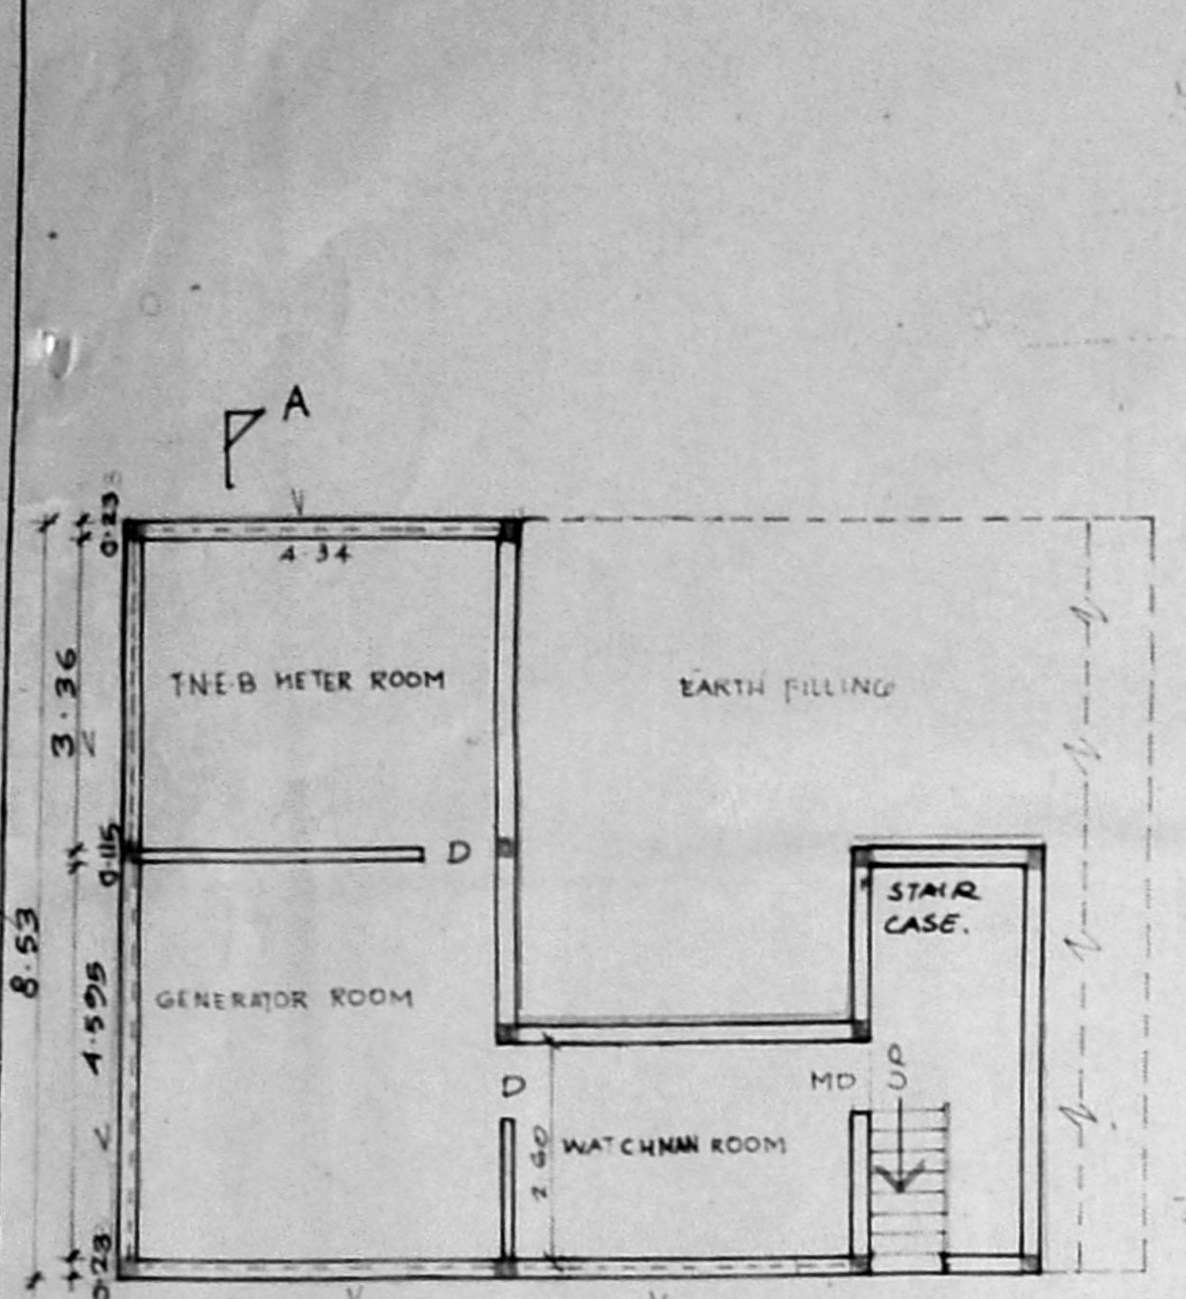 A
0.23
4.34
T.N.E.B METER ROOM
EARTH FILLING
3.36
0.115
D
STAIR
CASE.
8.53
4.595
GENERATOR ROOM
D
MD
UP
WATCHMAN ROOM
2.60
0.23